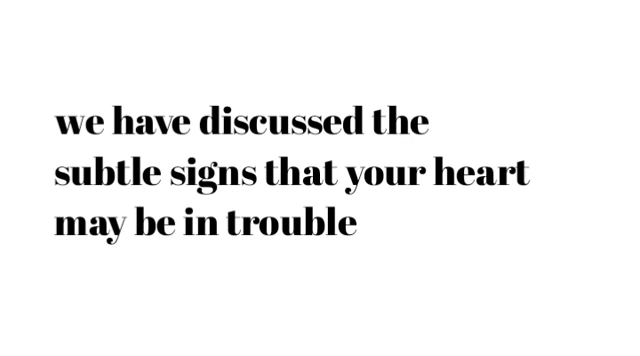 we have discussed the
subtle signs that your heart
may be in trouble